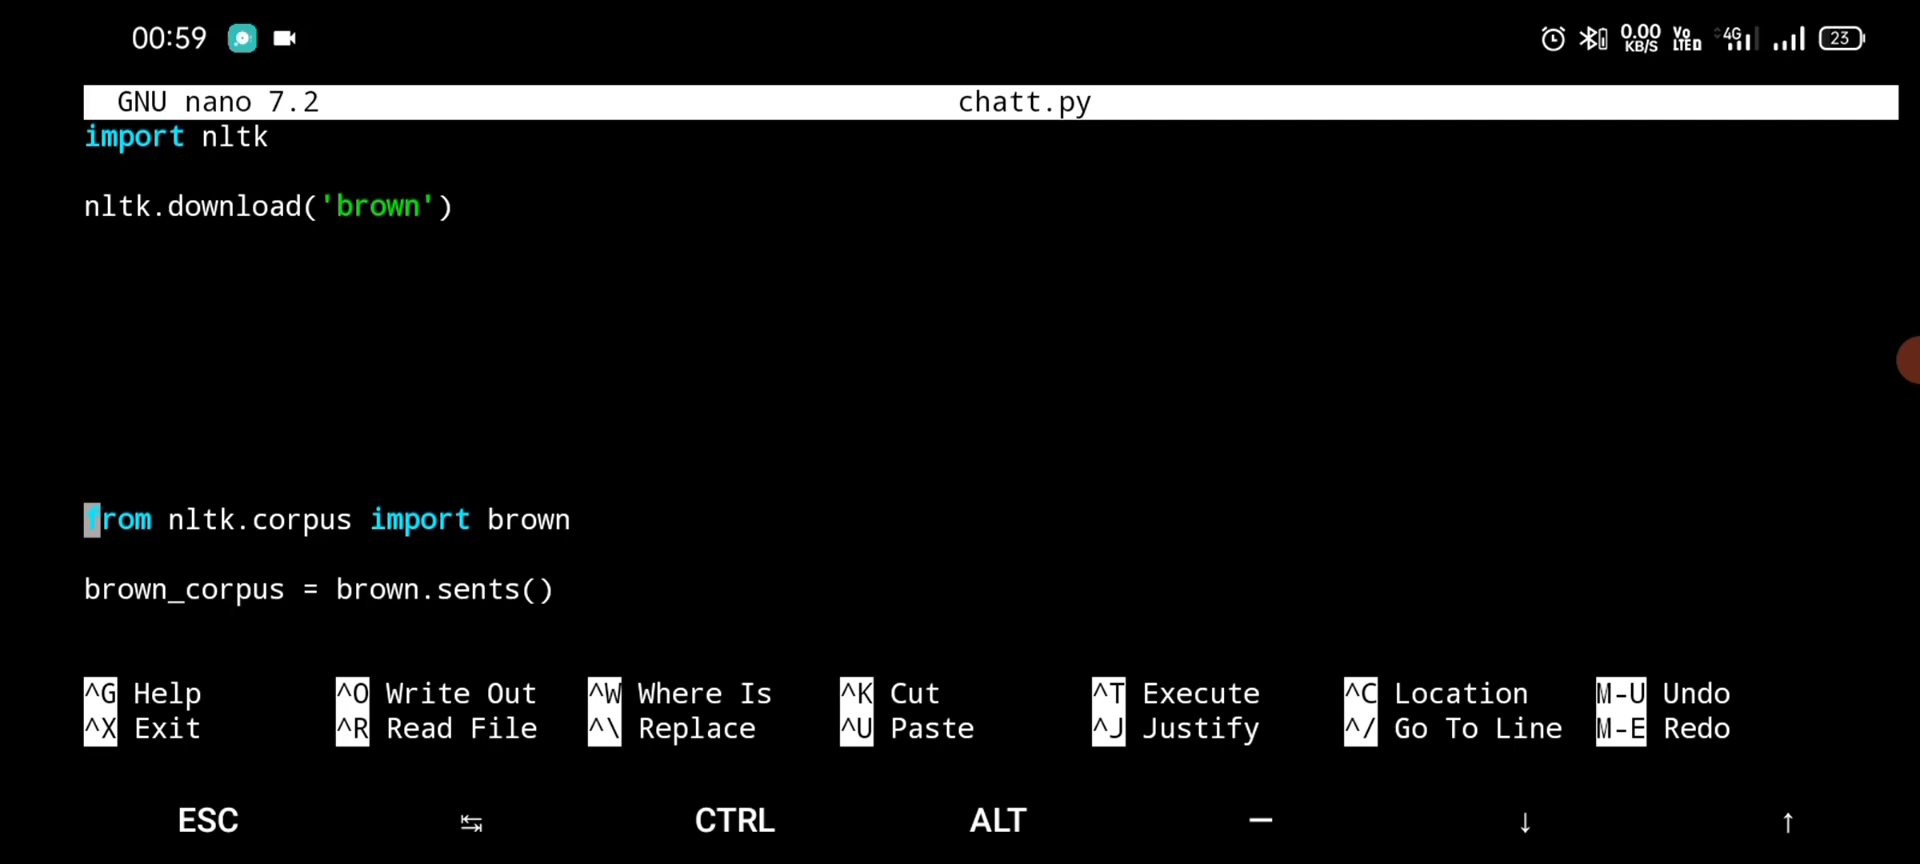 00:59 0.00 KB/S Vo LTED 4G 23
GNU nano 7.2 chatt.py
import nltk
nltk.download('brown')
from nltk.corpus import brown
brown_corpus = brown.sents()
^G Help ^O Write Out ^W Where Is ^K Cut ^T Execute ^C Location M-U Undo
^X Exit ^R Read File ^\ Replace ^U Paste ^J Justify ^/ Go To Line M-E Redo
ESC ↹ CTRL ALT — ↓ ↑